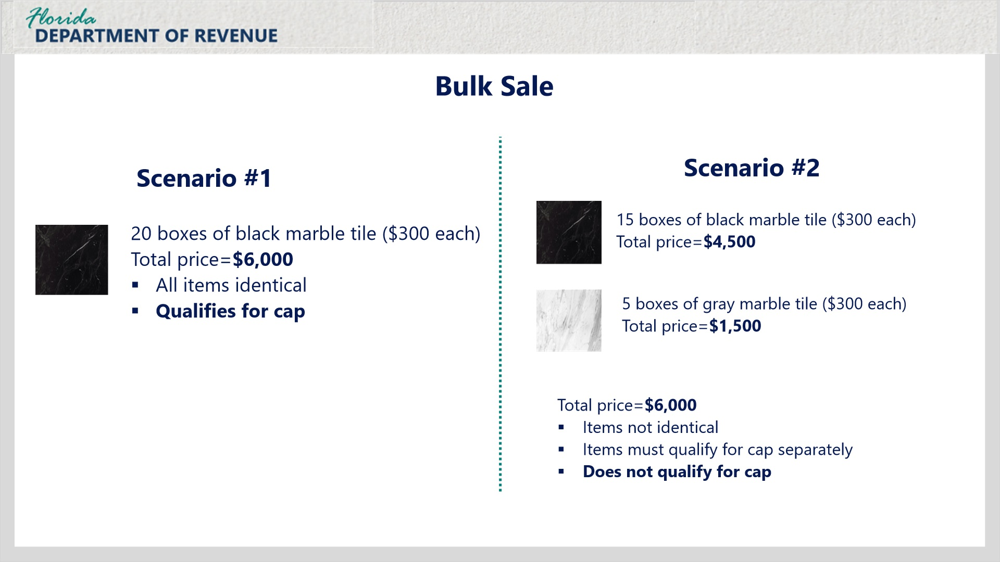 Florida
DEPARTMENT OF REVENUE
Bulk Sale
Scenario #1
20 boxes of black marble tile ($300 each)
Total price=$6,000
▪ All items identical
▪ Qualifies for cap
Scenario #2
15 boxes of black marble tile ($300 each)
Total price=$4,500
5 boxes of gray marble tile ($300 each)
Total price=$1,500
Total price=$6,000
▪ Items not identical
▪ Items must qualify for cap separately
▪ Does not qualify for cap